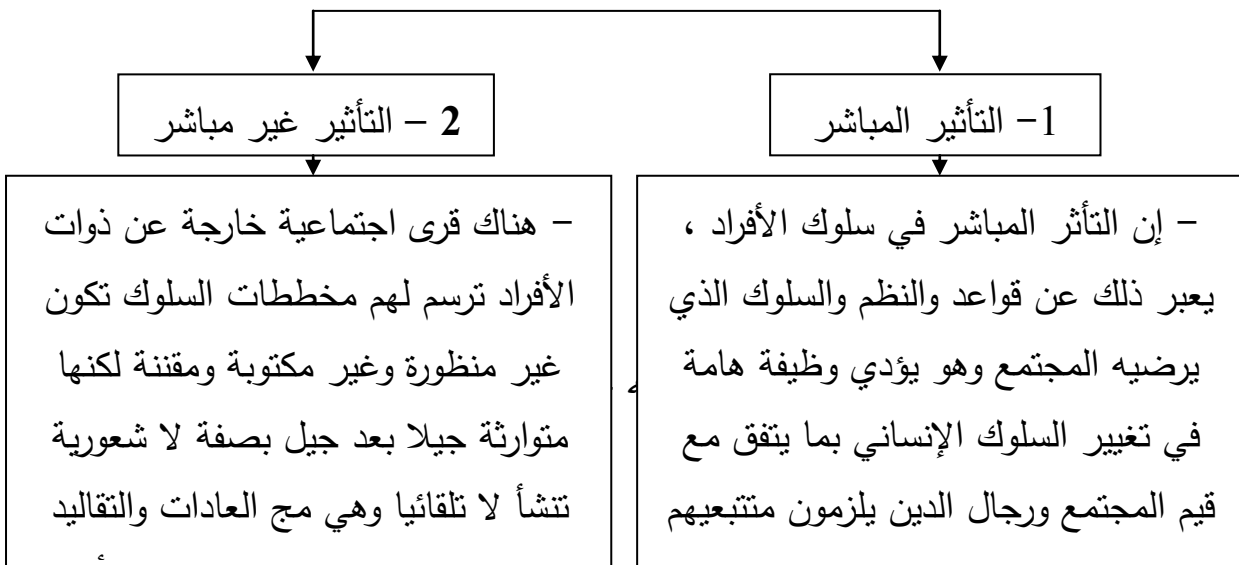 1- التأثير المباشر
– إن التأثر المباشر في سلوك الأفراد ،
يعبر ذلك عن قواعد والنظم والسلوك الذي
يرضيه المجتمع وهو يؤدي وظيفة هامة
في تغيير السلوك الإنساني بما يتفق مع
قيم المجتمع ورجال الدين يلزمون متتبعيهم
2 – التأثير غير مباشر
– هناك قرى اجتماعية خارجة عن ذوات
الأفراد ترسم لهم مخططات السلوك تكون
غير منظورة وغير مكتوبة ومقننة لكنها
متوارثة جيلا بعد جيل بصفة لا شعورية
تنشأ لا تلقائيا وهي مج العادات والتقاليد